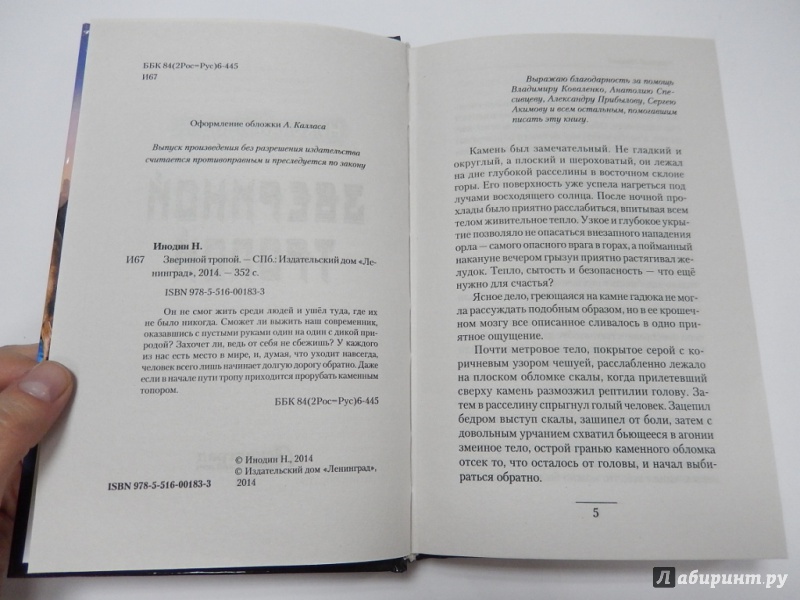 ББК 84(2Рос=Рус)6-445
И67
Оформление обложки А. Калласа
Выпуск произведения без разрешения издательства
считается противоправным и преследуется по закону
Инодин Н.
И67 Звериной тропой. — СПб.: Издательский дом «Ле-
нинград», 2014. — 352 с.
ISBN 978-5-516-00183-3
Он не смог жить среди людей и ушёл туда, где их
не было никогда. Сможет ли выжить наш современник,
оказавшись с пустыми руками один на один с дикой при-
родой? Захочет ли, ведь от себя не сбежишь? У каждого
из нас есть место в мире, и, думая, что уходит навсегда,
человек всего лишь начинает долгую дорогу обратно. Даже
если в начале пути тропу приходится прорубать каменным
топором.
ББК 84(2Рос=Рус)6-445
© Инодин Н., 2014
© Издательский дом «Ленинград»,
ISBN 978-5-516-00183-3 2014
Выражаю благодарность за помощь
Владимиру Коваленко, Анатолию Спе-
сивцеву, Александру Прибылову, Сергею
Акимову и всем остальным, помогавшим
писать эту книгу.
Камень был замечательный. Не гладкий и
округлый, а плоский и шероховатый, он лежал
на дне глубокой расселины в восточном склоне
горы. Его поверхность уже успела нагреться под
лучами восходящего солнца. После ночной про-
хлады было приятно расслабиться, впитывая всем
телом живительное тепло. Узкое и глубокое укры-
тие позволяло не опасаться внезапного нападения
орла — самого опасного врага в горах, а пойманный
накануне вечером грызун приятно растягивал же-
лудок. Тепло, сытость и безопасность — что ещё
нужно для счастья?
Ясное дело, греющаяся на камне гадюка не мог-
ла рассуждать подобным образом, но в ее крошеч-
ном мозгу все описанное сливалось в одно при-
ятное ощущение.
Почти метровое тело, покрытое серой с ко-
ричневым узором чешуей, расслабленно лежа-
ло на плоском обломке скалы, когда прилетевший
сверху камень размозжил рептилии голову. За-
тем в расселину спрыгнул голый человек. Зацепил
бедром выступ скалы, зашипел от боли, затем с
довольным урчанием схватил бьющееся в агонии
змеиное тело, острой гранью каменного обломка
отсек то, что осталось от головы, и начал выби-
раться обратно.
5
Лабиринт.ру